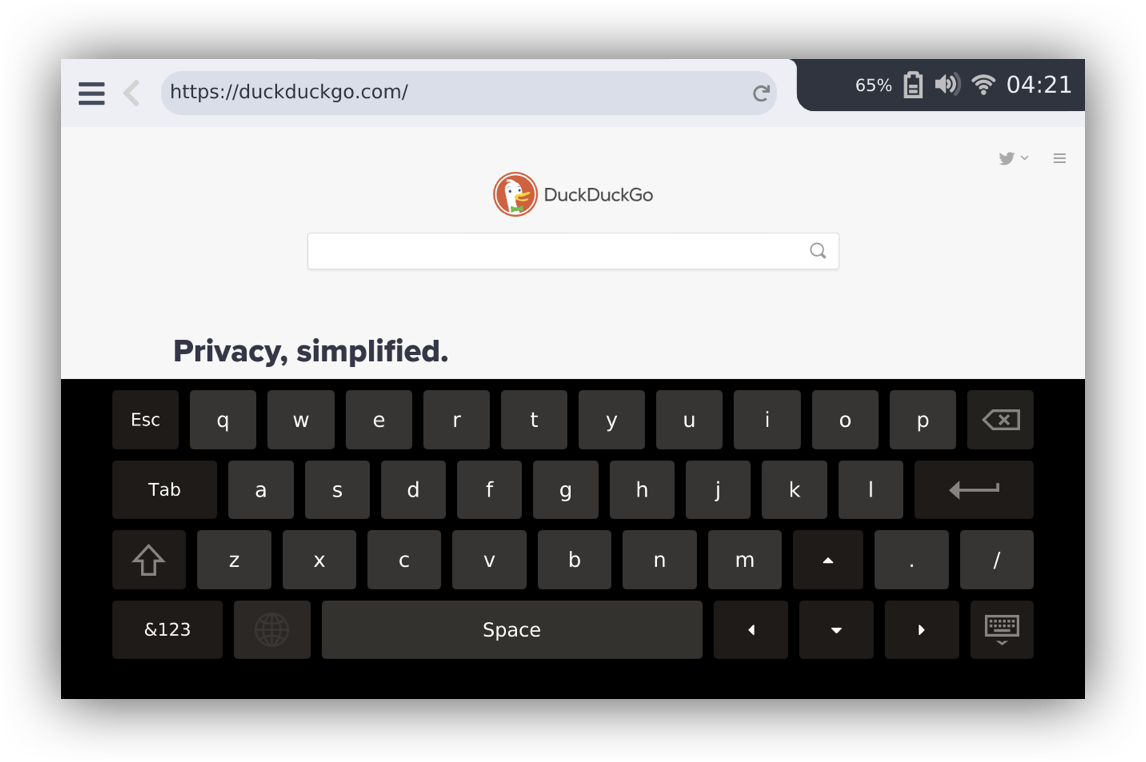 https://duckduckgo.com/
65% 04:21
DuckDuckGo
Privacy, simplified.
Esc q w e r t y u i o p
Tab a s d f g h j k l
z x c v b n m . /
&123 Space